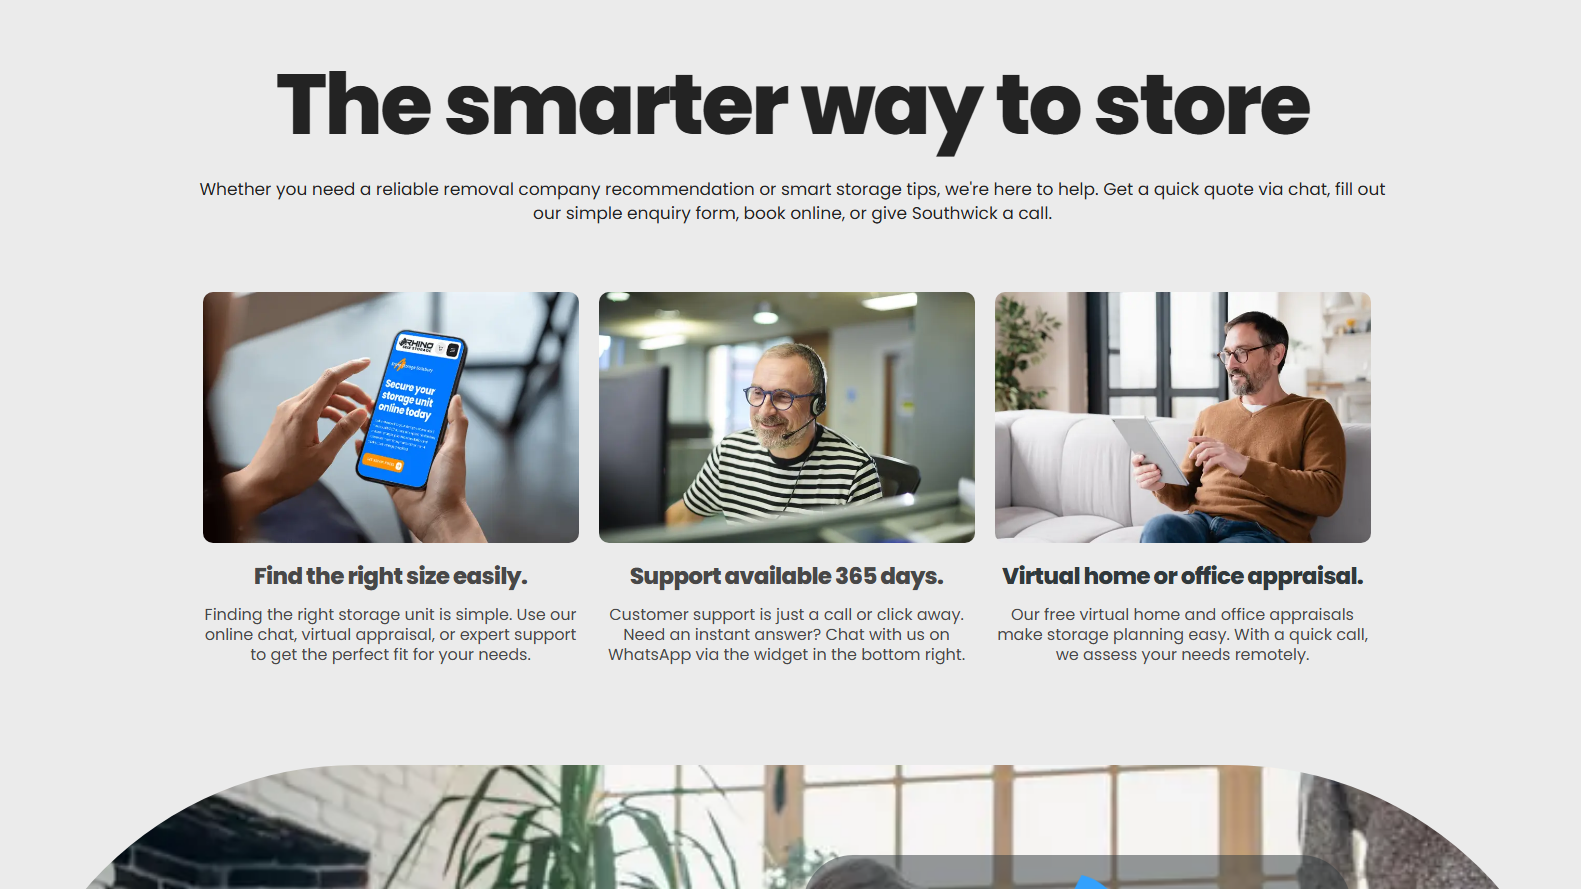 The smarter way to store
Whether you need a reliable removal company recommendation or smart storage tips, we're here to help. Get a quick quote via chat, fill out
our simple enquiry form, book online, or give Southwick a call.
RHINO
SELF STORAGE
Secure your
storage unit
online today
Find the right size easily.
Finding the right storage unit is simple. Use our
online chat, virtual appraisal, or expert support
to get the perfect fit for your needs.
Support available 365 days.
Customer support is just a call or click away.
Need an instant answer? Chat with us on
WhatsApp via the widget in the bottom right.
Virtual home or office appraisal.
Our free virtual home and office appraisals
make storage planning easy. With a quick call,
we assess your needs remotely.